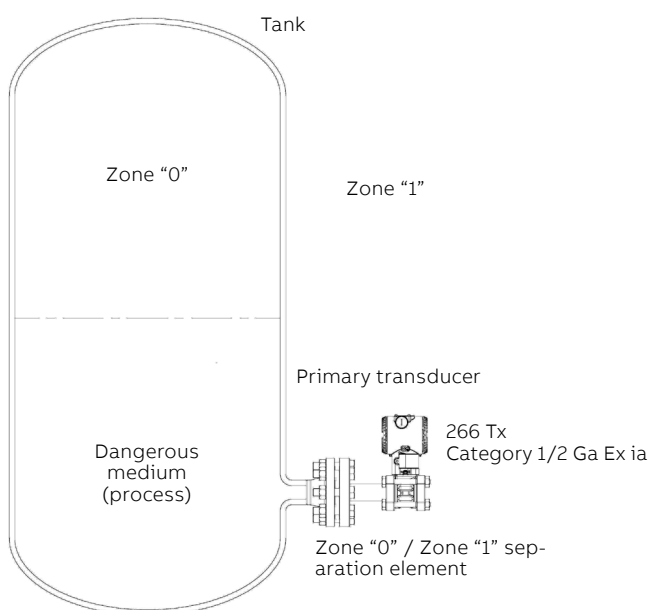 Tank
Zone “0”
Zone “1”
Primary transducer
266 Tx
Category 1/2 Ga Ex ia
Dangerous
medium
(process)
Zone “0” / Zone “1” sep-
aration element